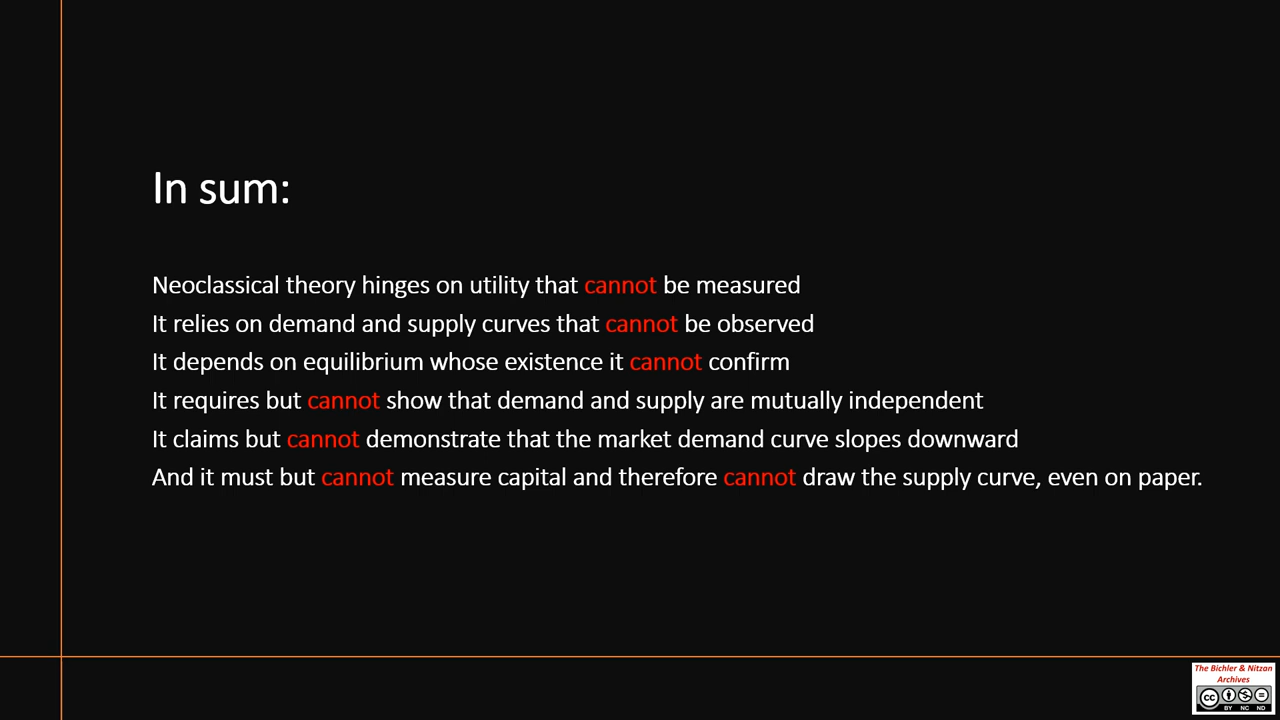 In sum:
Neoclassical theory hinges on utility that cannot be measured
It relies on demand and supply curves that cannot be observed
It depends on equilibrium whose existence it cannot confirm
It requires but cannot show that demand and supply are mutually independent
It claims but cannot demonstrate that the market demand curve slopes downward
And it must but cannot measure capital and therefore cannot draw the supply curve, even on paper.
The Bichler & Nitzan
Archives
cc
BY NC ND